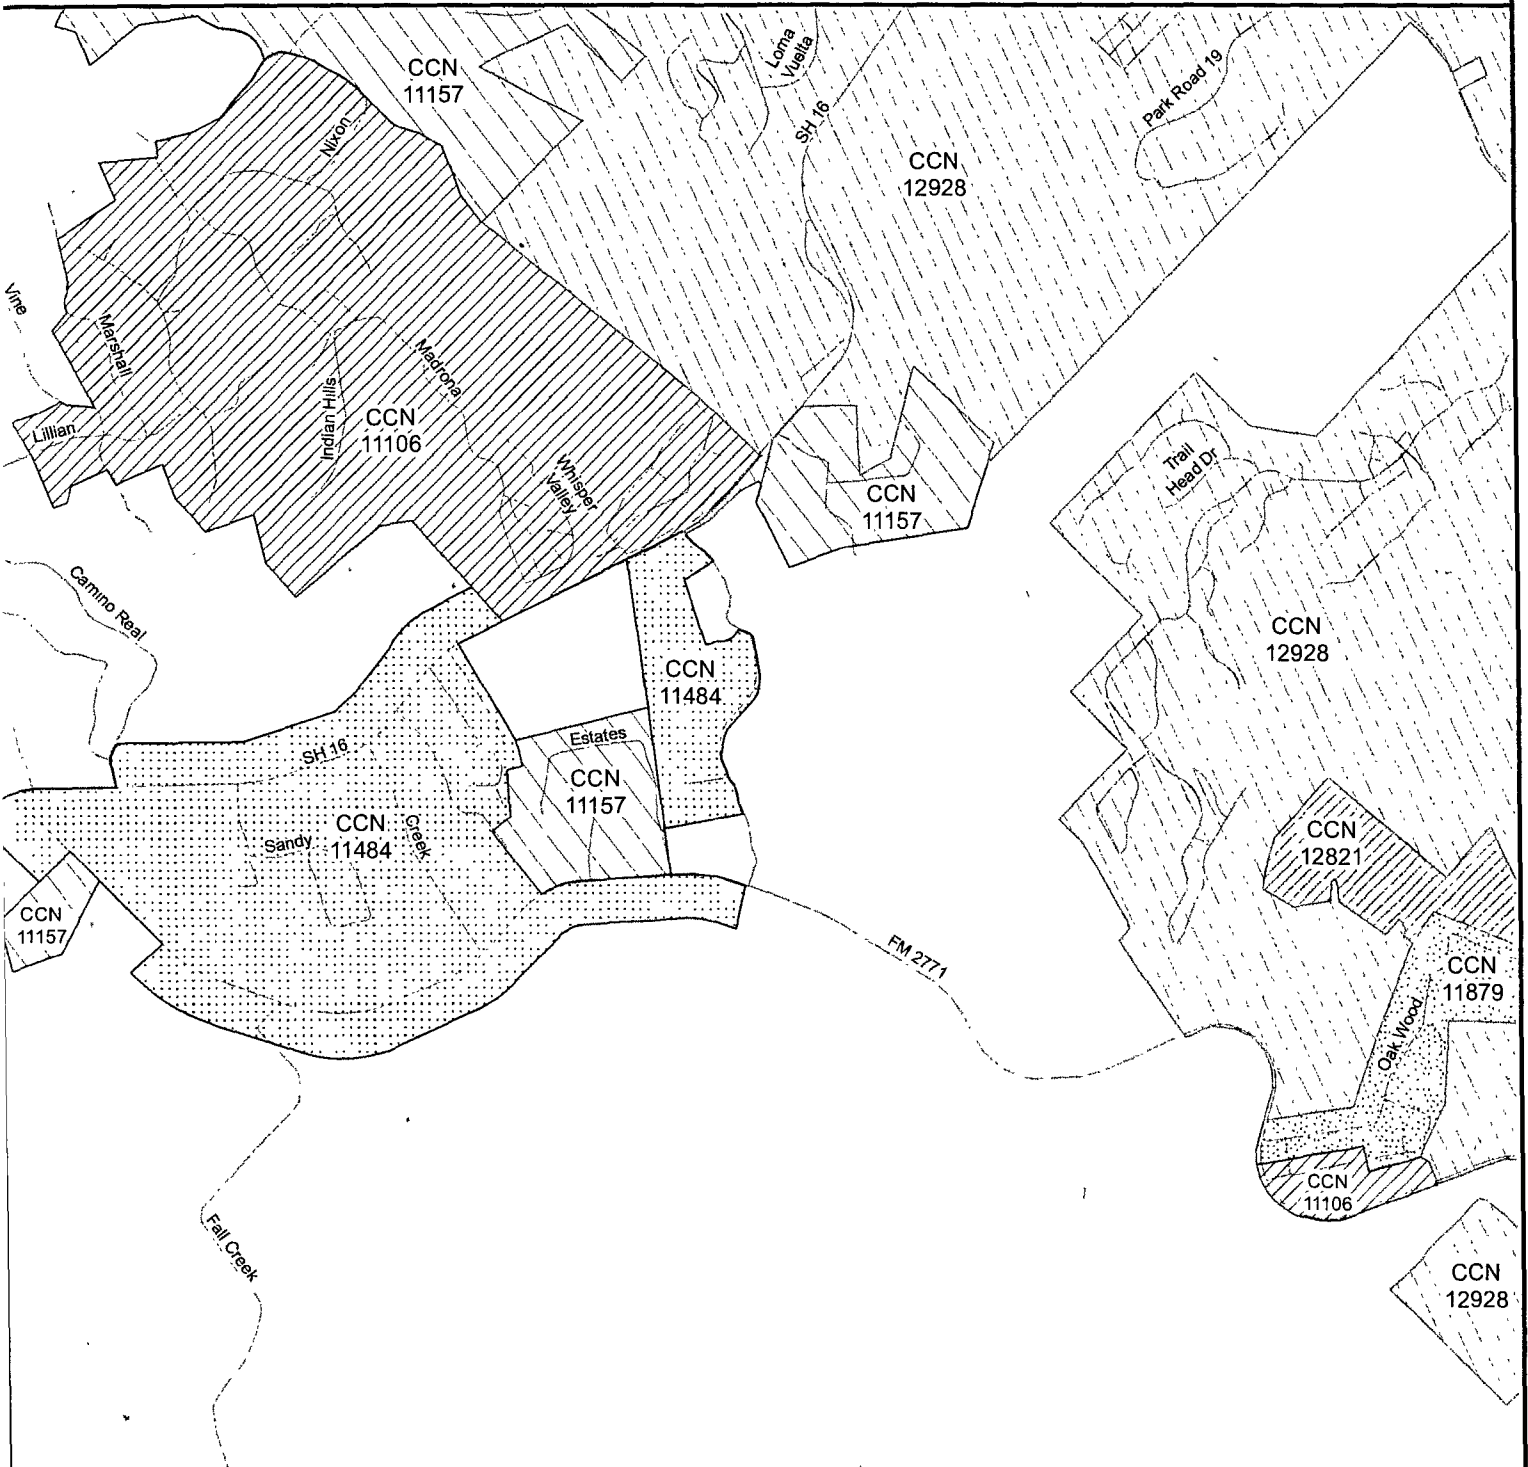 CCN
11157
Loma
Vuelta
SH 16
Park Road 19
CCN
12928
Nixon
Vine
Marshall
Indian Hills
Madrona
CCN
11106
Lillian
Whisper
Valley
CCN
11157
Trail
Head Dr
Camino Real
CCN
12928
CCN
11484
SH 16
Estates
CCN
11157
Sandy
CCN
11484
Creek
CCN
12821
CCN
11157
FM 2771
CCN
11879
Oak Wood
CCN
11106
Fall Creek
CCN
12928